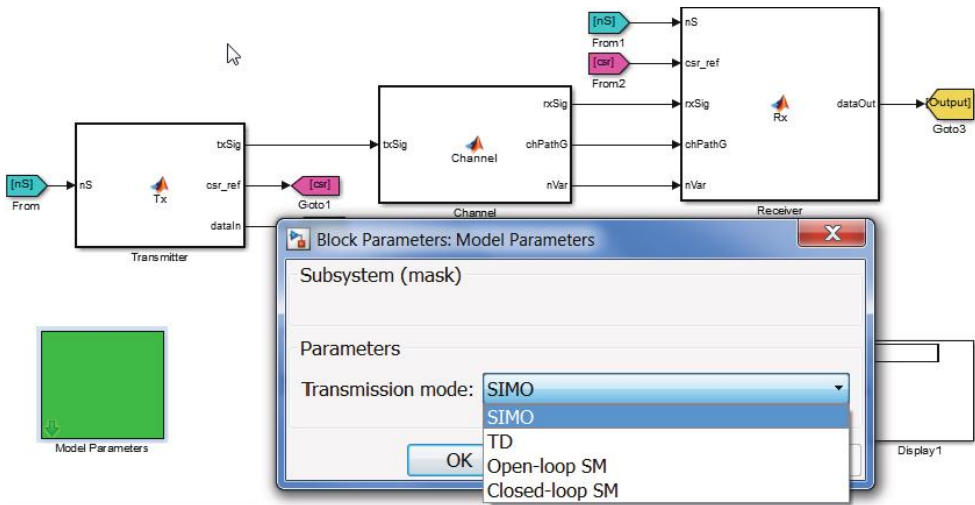 [nS]
From1
[csr]
From2
nS
csr_ref
rxSig
chPathG
nVar
Rx
dataOut
Receiver
[Output]
Goto3
txSig
Channel
rxSig
chPathG
nVar
Channel
[nS]
From
nS
Tx
txSig
csr_ref
dataIn
Transmitter
[csr]
Goto1
Block Parameters: Model Parameters
X
Subsystem (mask)
Parameters
Transmission mode: SIMO
SIMO
TD
Open-loop SM
Closed-loop SM
OK
Model Parameters
Display1